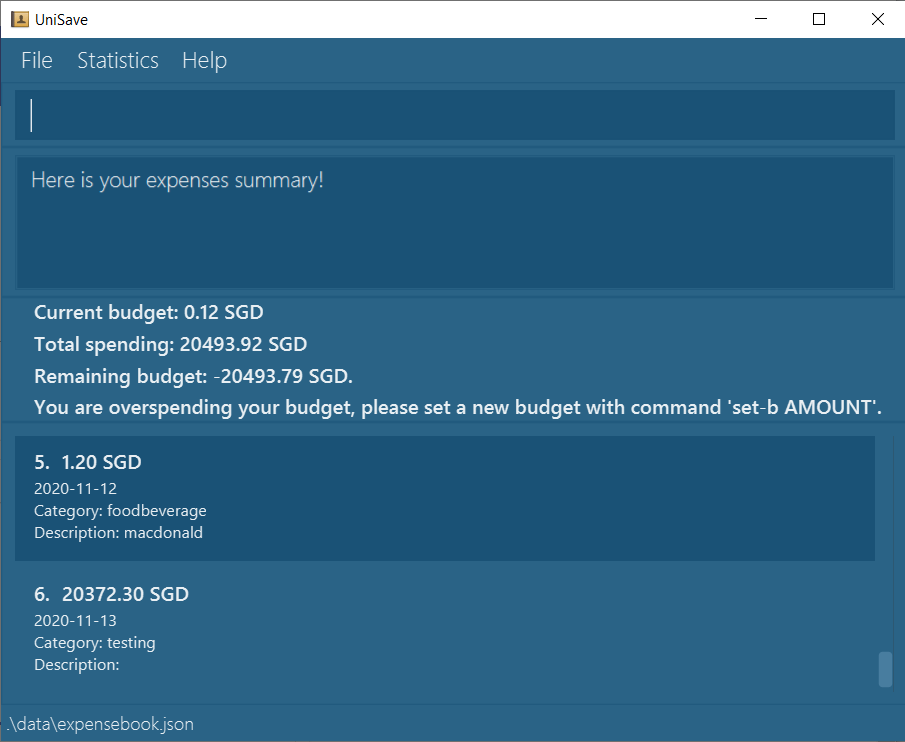 UniSave
File Statistics Help
Here is your expenses summary!
Current budget: 0.12 SGD
Total spending: 20493.92 SGD
Remaining budget: -20493.79 SGD.
You are overspending your budget, please set a new budget with command 'set-b AMOUNT'.
5. 1.20 SGD
2020-11-12
Category: foodbeverage
Description: macdonald
6. 20372.30 SGD
2020-11-13
Category: testing
Description:
.\data\expensebook.json